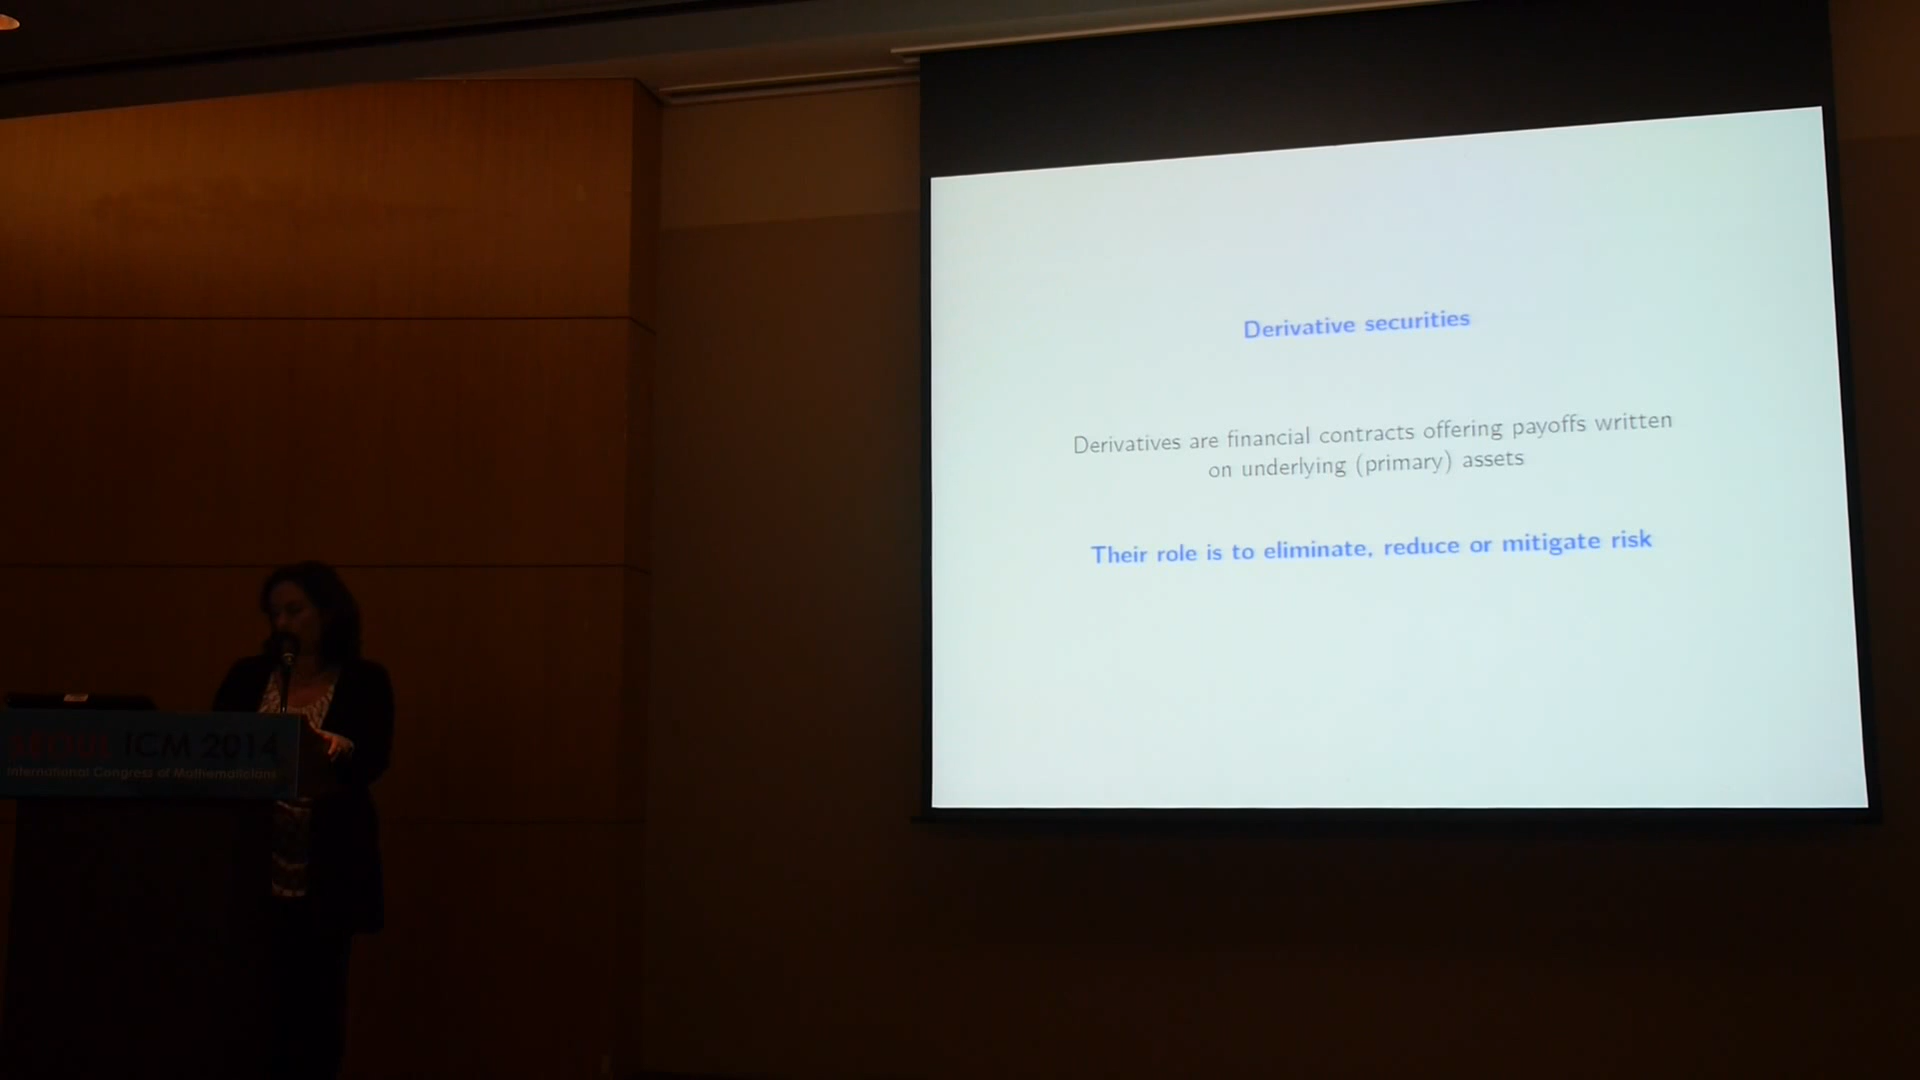 Derivative securities
Derivatives are financial contracts offering payoffs written
on underlying (primary) assets
Their role is to eliminate, reduce or mitigate risk
SEOUL ICM 2014
International Congress of Mathematicians